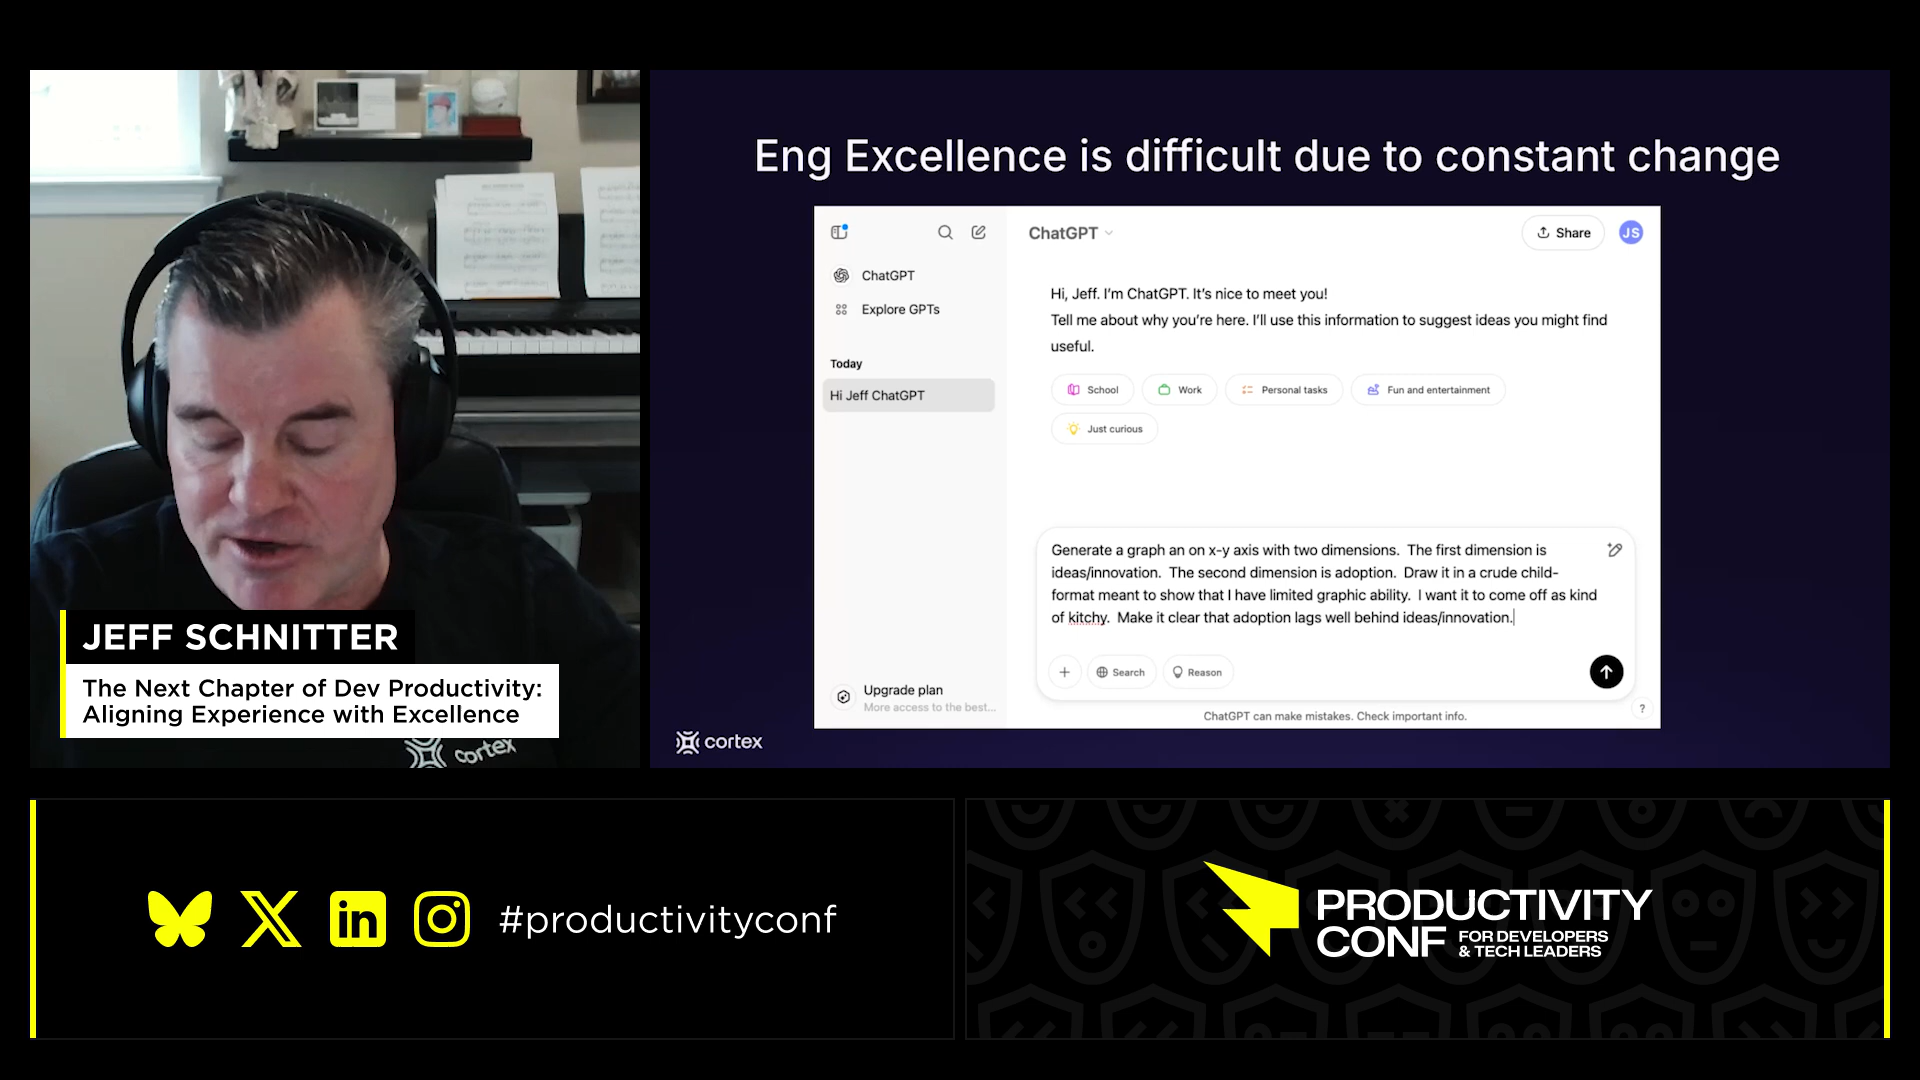 Eng Excellence is difficult due to constant change
ChatGPT
Share
JS
ChatGPT
Explore GPTs
Today
Hi Jeff ChatGPT
Hi, Jeff. I'm ChatGPT. It's nice to meet you!
Tell me about why you're here. I'll use this information to suggest ideas you might find
useful.
School
Work
Personal tasks
Fun and entertainment
Just curious
Generate a graph an on x-y axis with two dimensions. The first dimension is
ideas/innovation. The second dimension is adoption. Draw it in a crude child-
format meant to show that I have limited graphic ability. I want it to come off as kind
of kitchy. Make it clear that adoption lags well behind ideas/innovation.
Search
Reason
Upgrade plan
More access to the best...
ChatGPT can make mistakes. Check important info.
?
cortex
JEFF SCHNITTER
The Next Chapter of Dev Productivity:
Aligning Experience with Excellence
cortex
#productivityconf
PRODUCTIVITY
CONF FOR DEVELOPERS
& TECH LEADERS